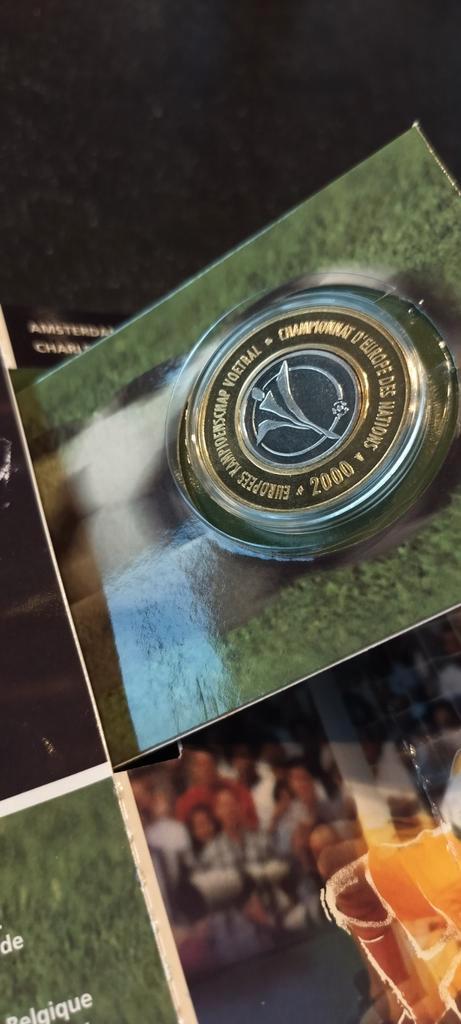 AMSTERDA
CHARL
EUROPEES KAMPIOENSCHAP VOETBAL • CHAMPIONNAT D'EUROPE DES NATIONS
2000
de
Belgique